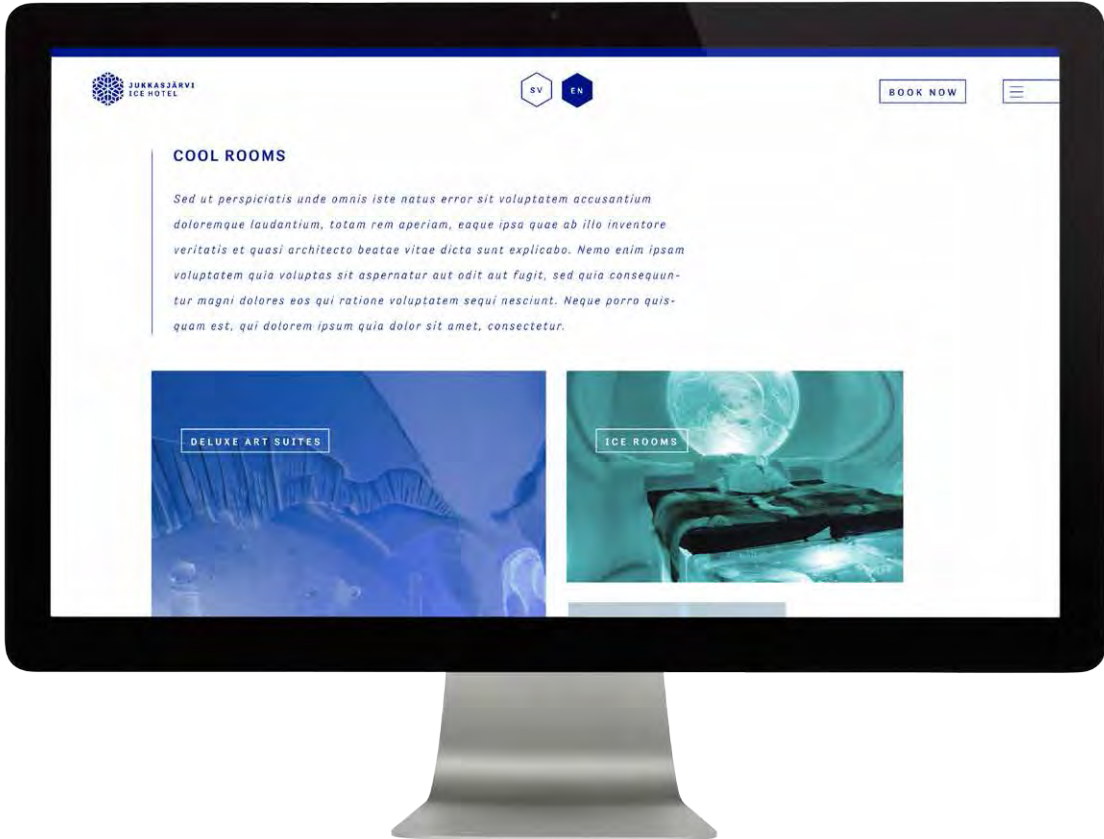 JUKKASJÄRVI
ICE HOTEL
SV
EN
BOOK NOW
COOL ROOMS
Sed ut perspiciatis unde omnis iste natus error sit voluptatem accusantium
doloremque laudantium, totam rem aperiam, eaque ipsa quae ab illo inventore
veritatis et quasi architecto beatae vitae dicta sunt explicabo. Nemo enim ipsam
voluptatem quia voluptas sit aspernatur aut odit aut fugit, sed quia consequun-
tur magni dolores eos qui ratione voluptatem sequi nesciunt. Neque porro quis-
quam est, qui dolorem ipsum quia dolor sit amet, consectetur.
DELUXE ART SUITES
ICE ROOMS